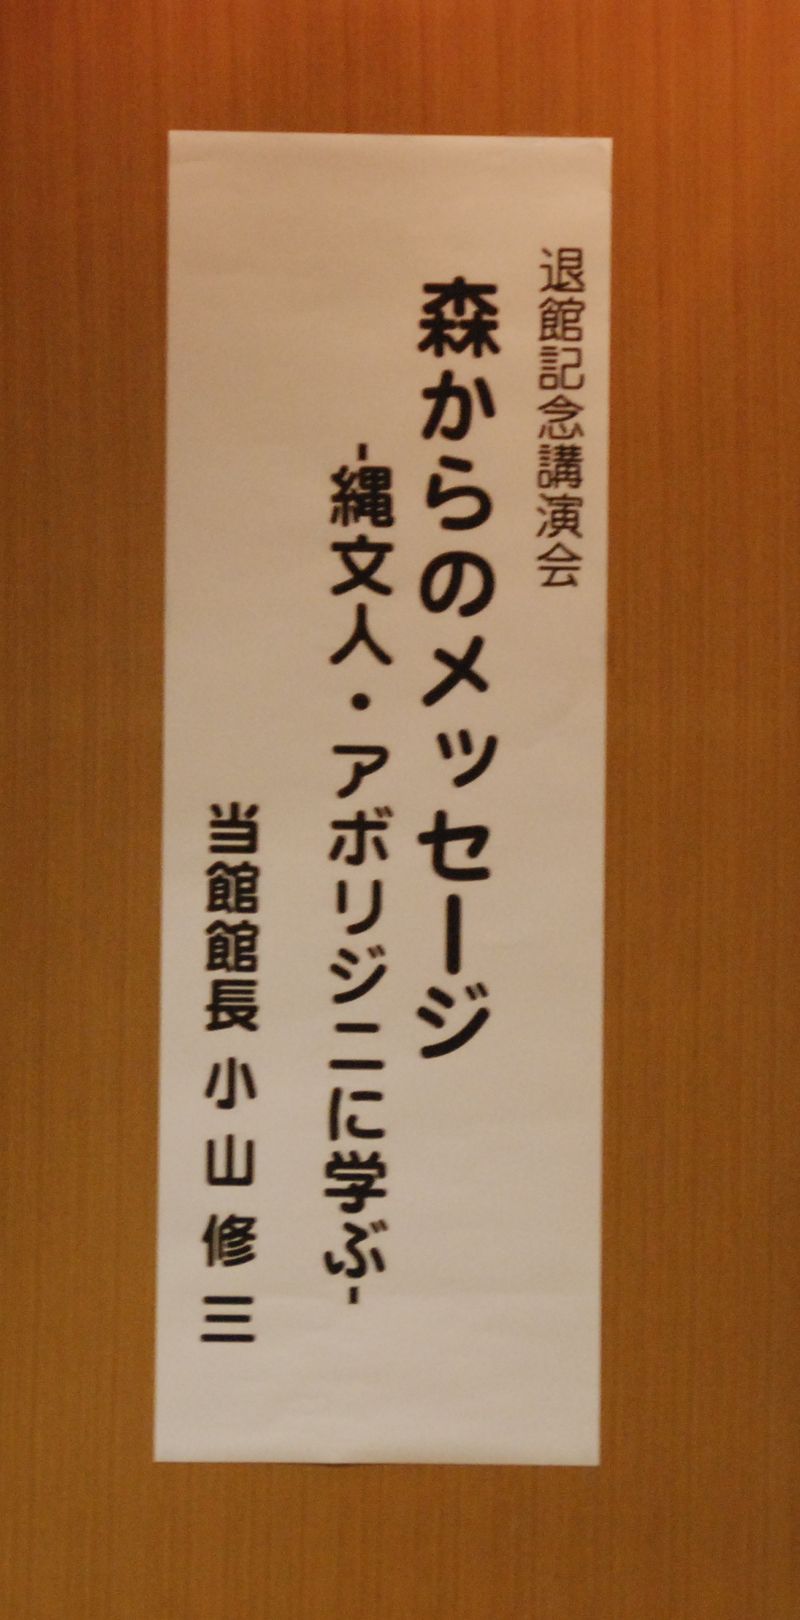 退館記念講演会
森からのメッセージ
-縄文人・アボリジニに学ぶ-
当館館長 小山修三